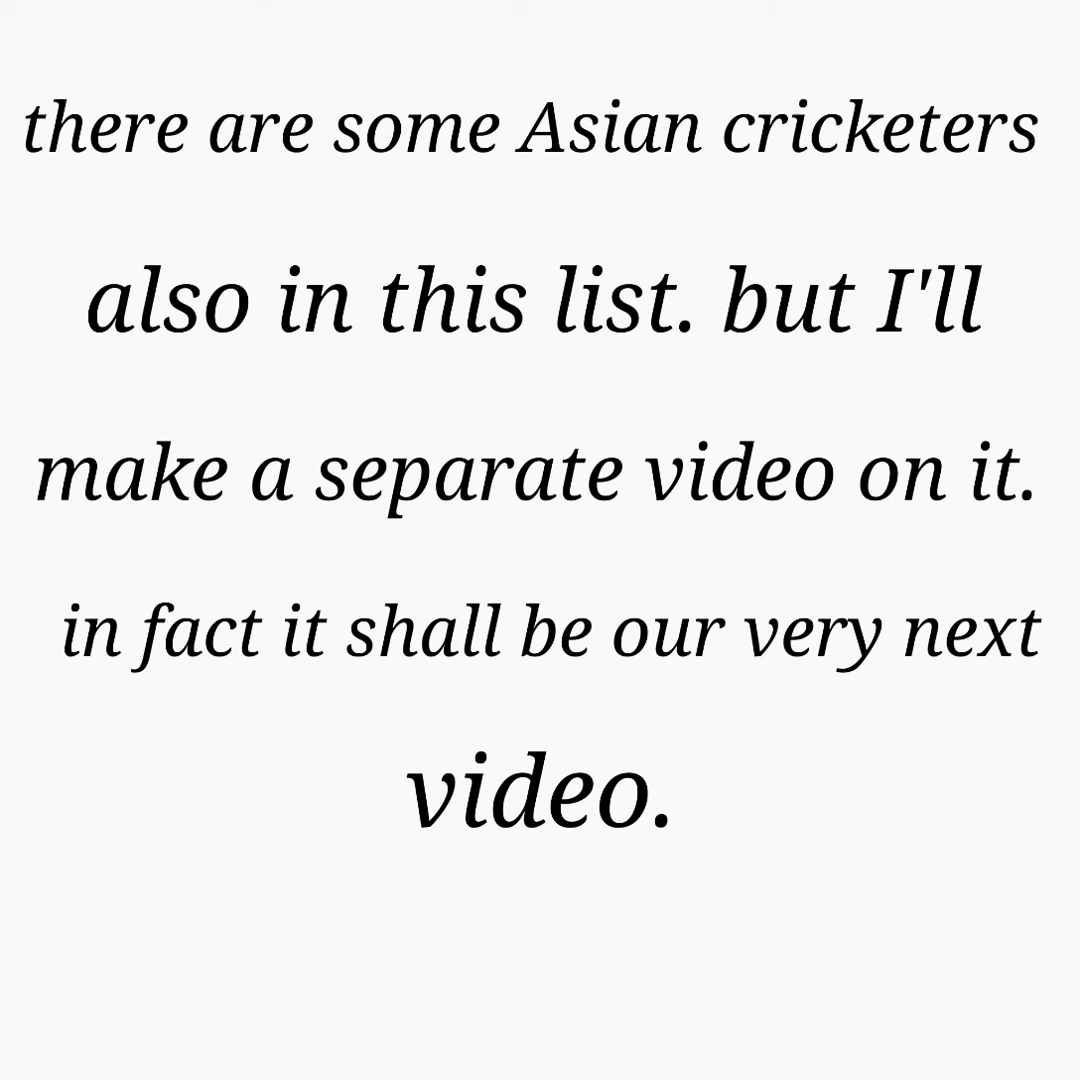 there are some Asian cricketers
also in this list. but I'll
make a separate video on it.
in fact it shall be our very next
video.